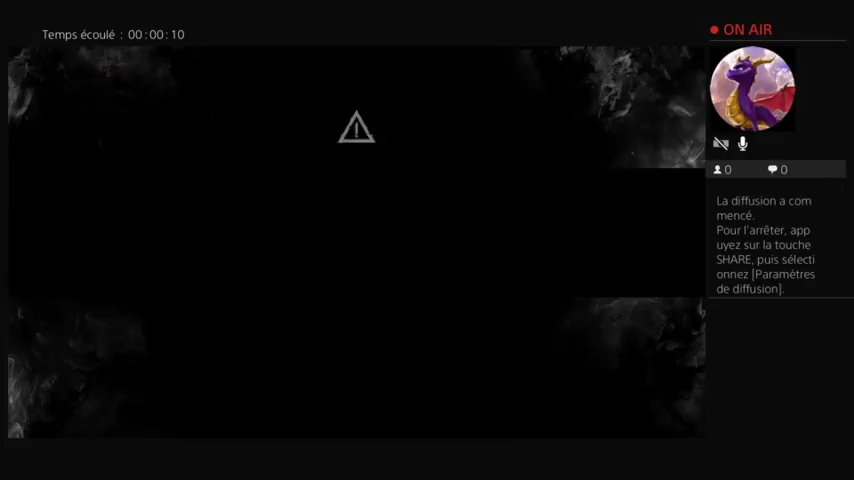 Temps écoulé : 00:00:10
ON AIR
0 0
La diffusion a com
mencé.
Pour l'arrêter, app
uyez sur la touche
SHARE, puis sélecti
onnez [Paramètres
de diffusion].